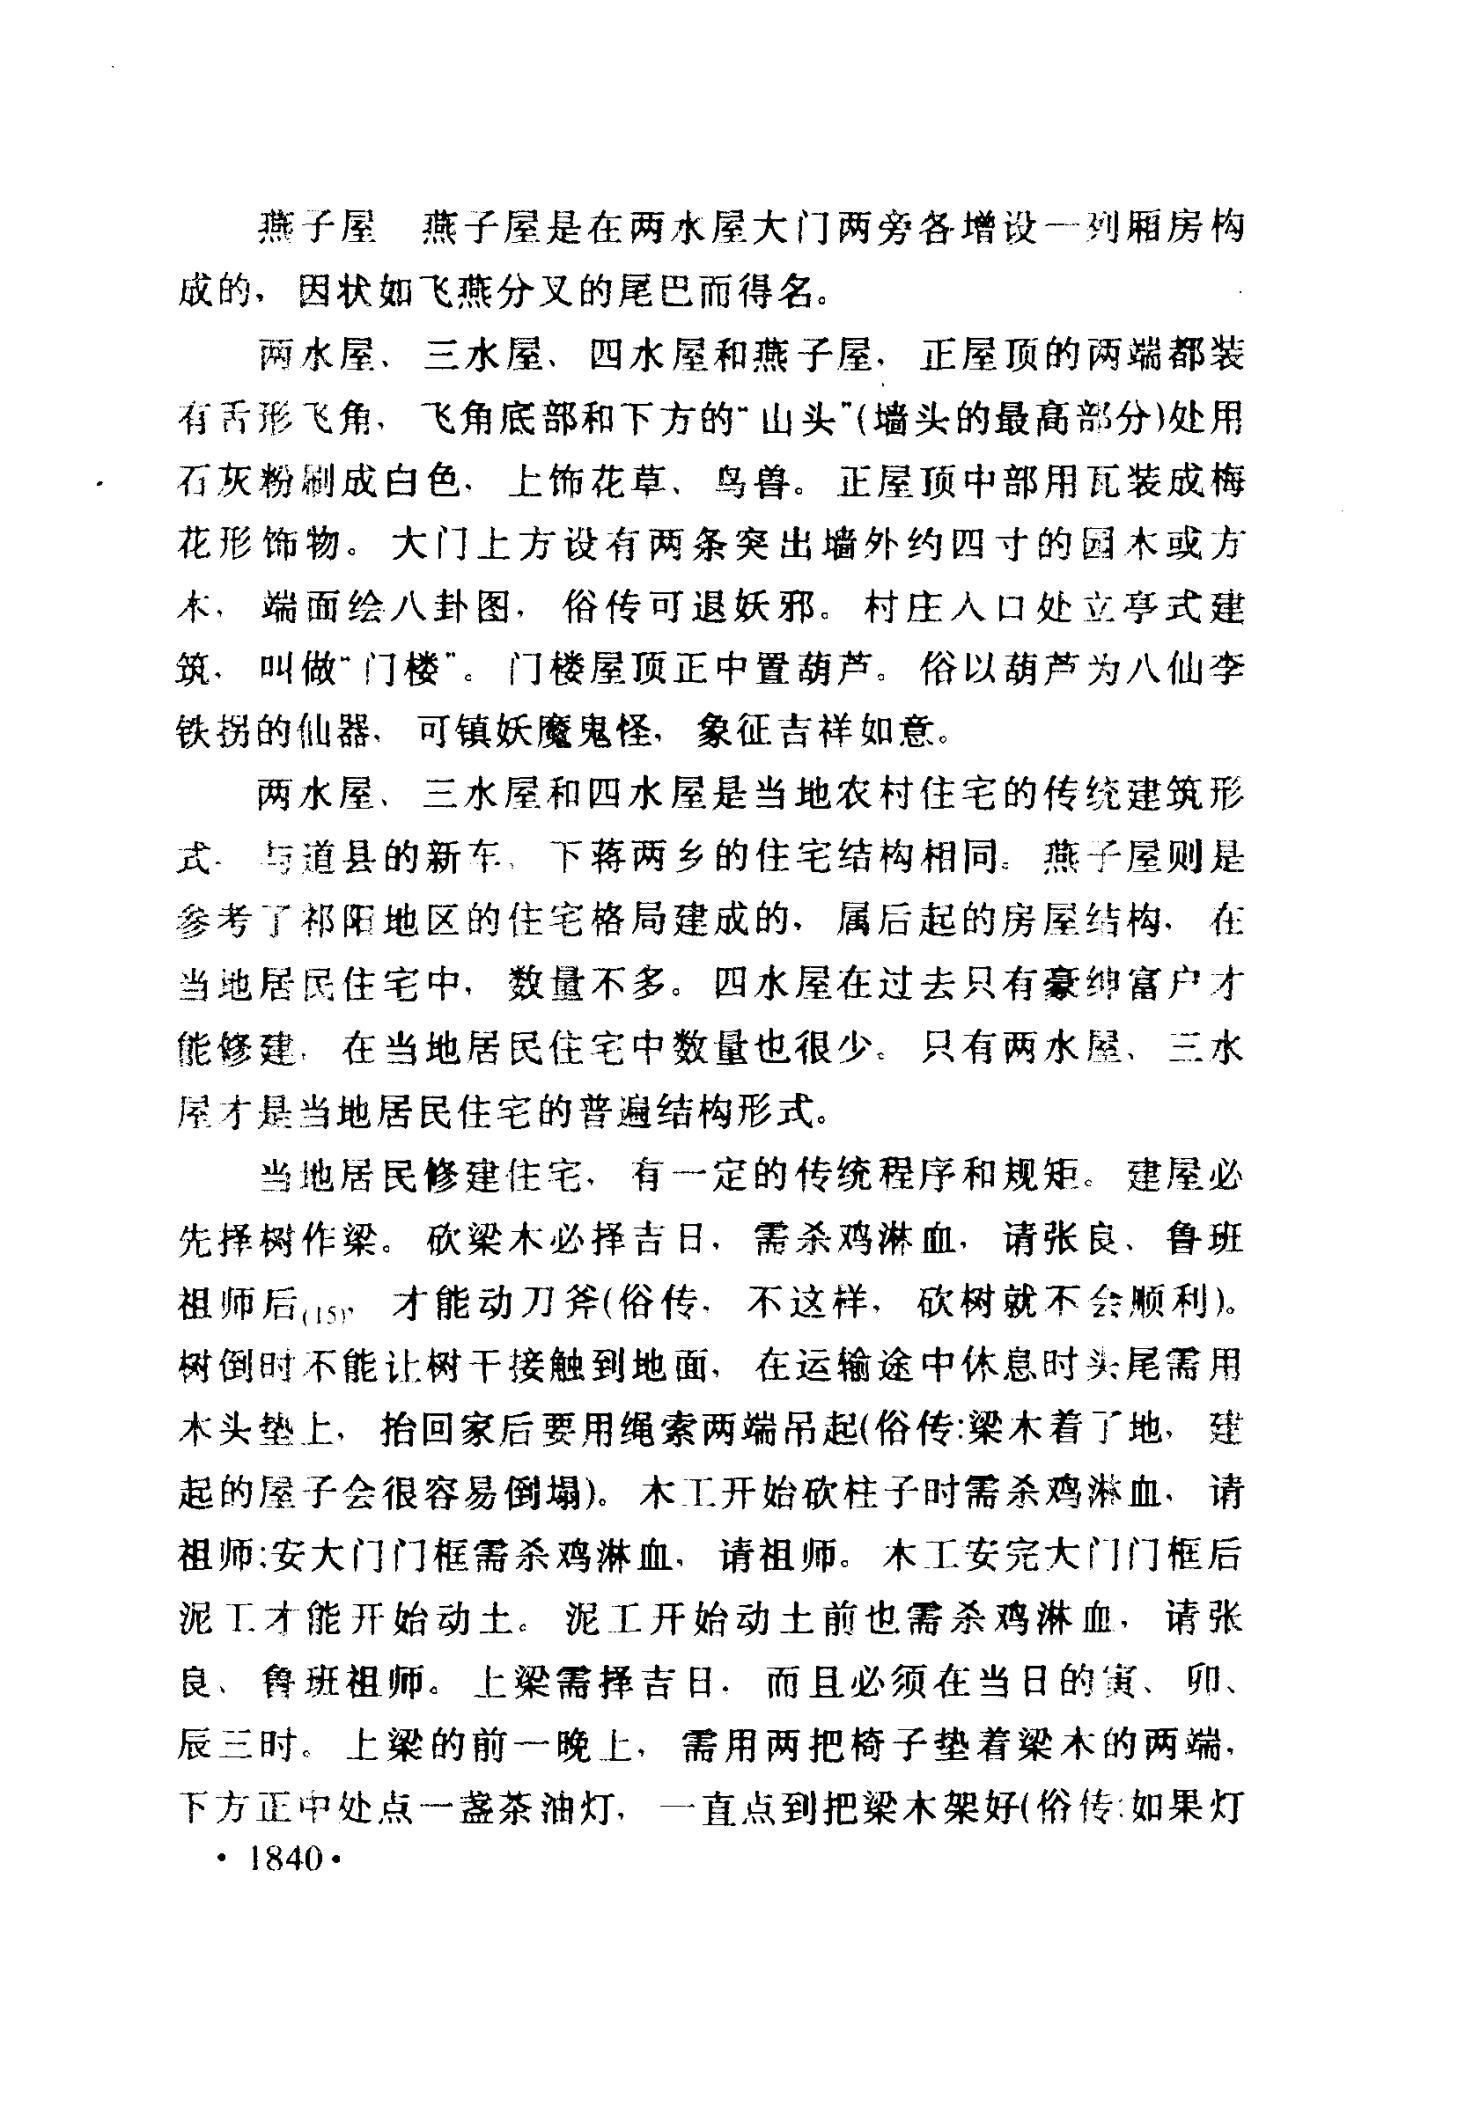 燕子屋　燕子屋是在两水屋大门两旁各增设一列厢房构
成的，因状如飞燕分叉的尾巴而得名。
两水屋、三水屋、四水屋和燕子屋，正屋顶的两端都装
有舌形飞角，飞角底部和下方的“山头”(墙头的最高部分)处用
石灰粉刷成白色，上饰花草、鸟兽。正屋顶中部用瓦装成梅
花形饰物。大门上方设有两条突出墙外约四寸的园木或方
木，端面绘八卦图，俗传可退妖邪。村庄入口处立亭式建
筑，叫做“门楼”。门楼屋顶正中置葫芦。俗以葫芦为八仙李
铁拐的仙器，可镇妖魔鬼怪，象征吉祥如意。
两水屋、三水屋和四水屋是当地农村住宅的传统建筑形
式，与道县的新车、下蒋两乡的住宅结构相同。燕子屋则是
参考了祁阳地区的住宅格局建成的，属后起的房屋结构，在
当地居民住宅中，数量不多。四水屋在过去只有豪绅富户才
能修建，在当地居民住宅中数量也很少。只有两水屋、三水
屋才是当地居民住宅的普遍结构形式。
当地居民修建住宅，有一定的传统程序和规矩。建屋必
先择树作梁。砍梁木必择吉日，需杀鸡淋血，请张良、鲁班
祖师后(15)，才能动刀斧(俗传，不这样，砍树就不会顺利)。
树倒时不能让树干接触到地面，在运输途中休息时头尾需用
木头垫上，抬回家后要用绳索两端吊起(俗传:梁木着了地，建
起的屋子会很容易倒塌)。木工开始砍柱子时需杀鸡淋血，请
祖师;安大门门框需杀鸡淋血，请祖师。木工安完大门门框后
泥工才能开始动土。泥工开始动土前也需杀鸡淋血，请张
良、鲁班祖师。上梁需择吉日，而且必须在当日的寅、卯、
辰三时。上梁的前一晚上，需用两把椅子垫着梁木的两端，
下方正中处点一盏茶油灯，一直点到把梁木架好(俗传:如果灯
·1840·